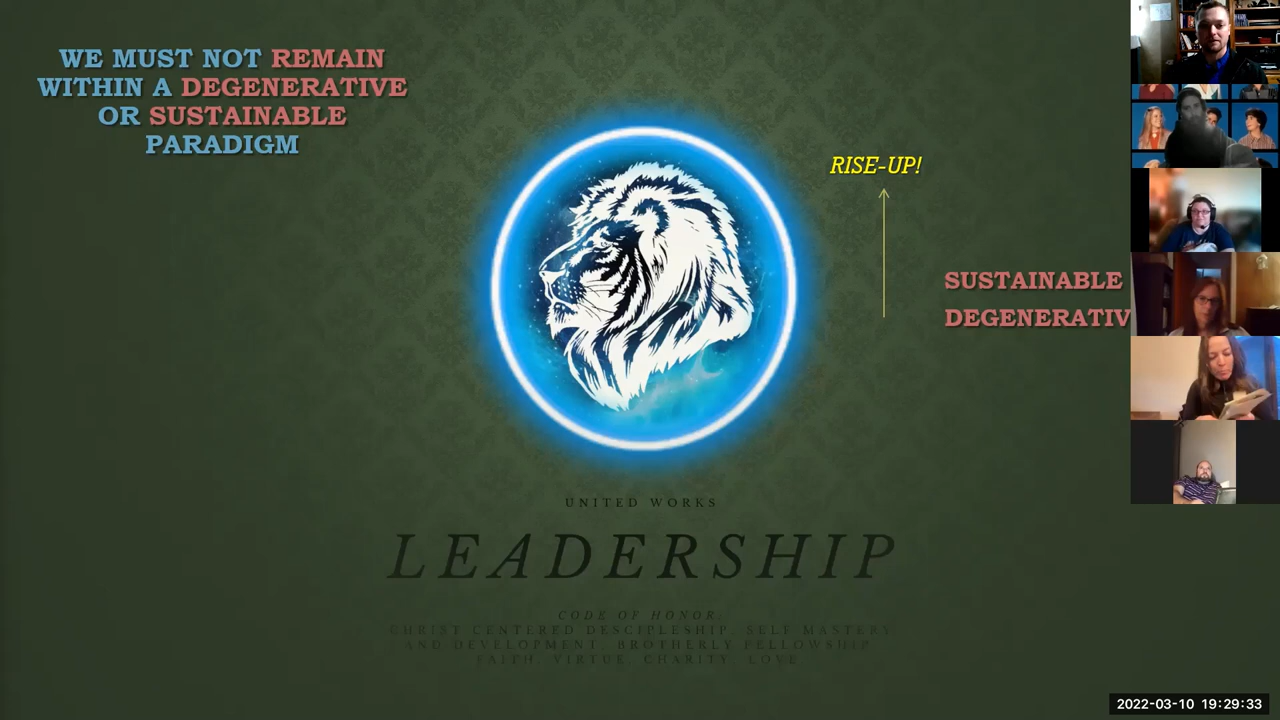 WE MUST NOT REMAIN
WITHIN A DEGENERATIVE
OR SUSTAINABLE
PARADIGM
RISE-UP!
SUSTAINABLE
DEGENERATIV
UNITED WORKS
LEADERSHIP
CODE OF HONOR:
CHRIST CENTERED DESCIPLESHIP, SELF MASTERY
AND DEVELOPMENT, BROTHERLY FELLOWSHIP
FAITH, VIRTUE, CHARITY, LOVE
2022-03-10 19:29:33